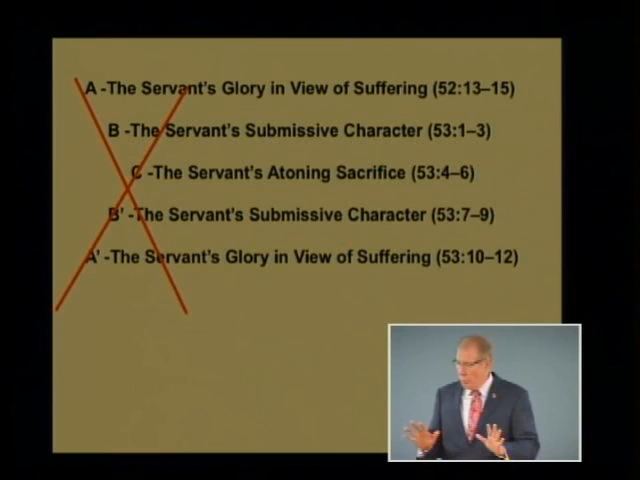 A -The Servant's Glory in View of Suffering (52:13–15)
B -The Servant's Submissive Character (53:1–3)
C -The Servant's Atoning Sacrifice (53:4–6)
B' -The Servant's Submissive Character (53:7–9)
A' -The Servant's Glory in View of Suffering (53:10–12)